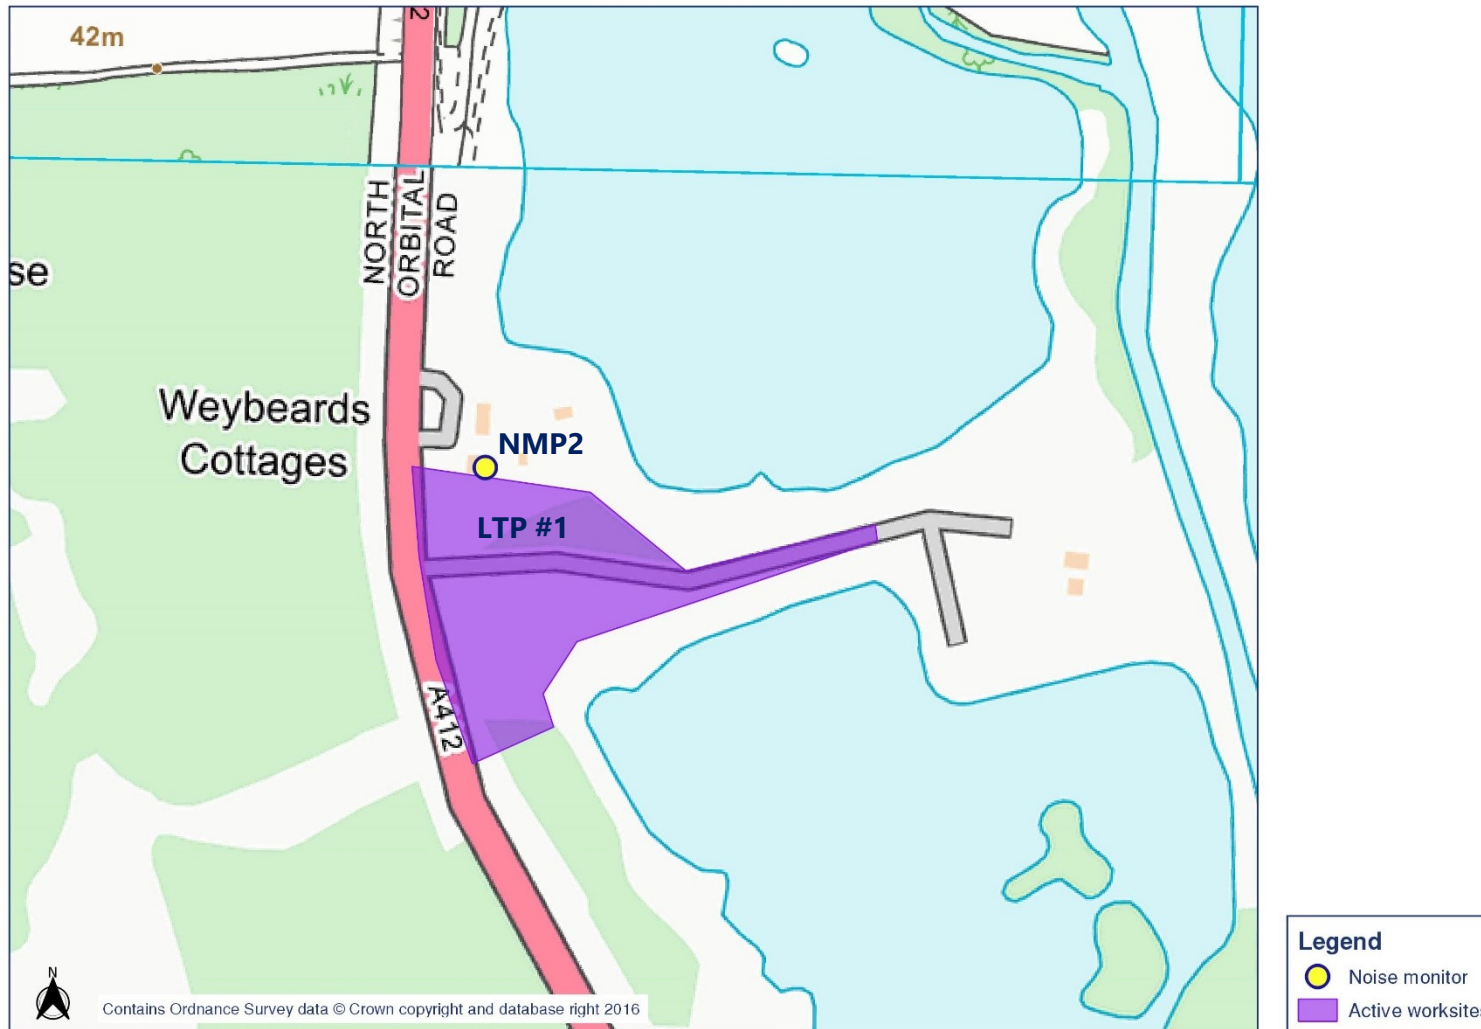 2
42m
NORTH
ORBITAL
ROAD
se
Weybeards
Cottages
NMP2
LTP #1
A412
N
Contains Ordnance Survey data © Crown copyright and database right 2016
Legend
Noise monitor
Active worksite